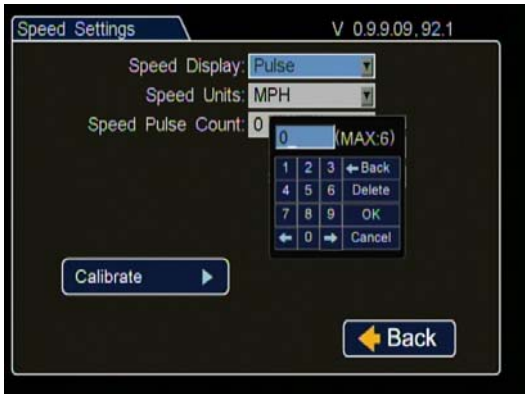 Speed Settings V 0.9.9.09, 92.1
Speed Display: Pulse
Speed Units: MPH
Speed Pulse Count: 0
0 (MAX:6)
1 2 3 ←Back
4 5 6 Delete
7 8 9 OK
← 0 → Cancel
Calibrate
Back